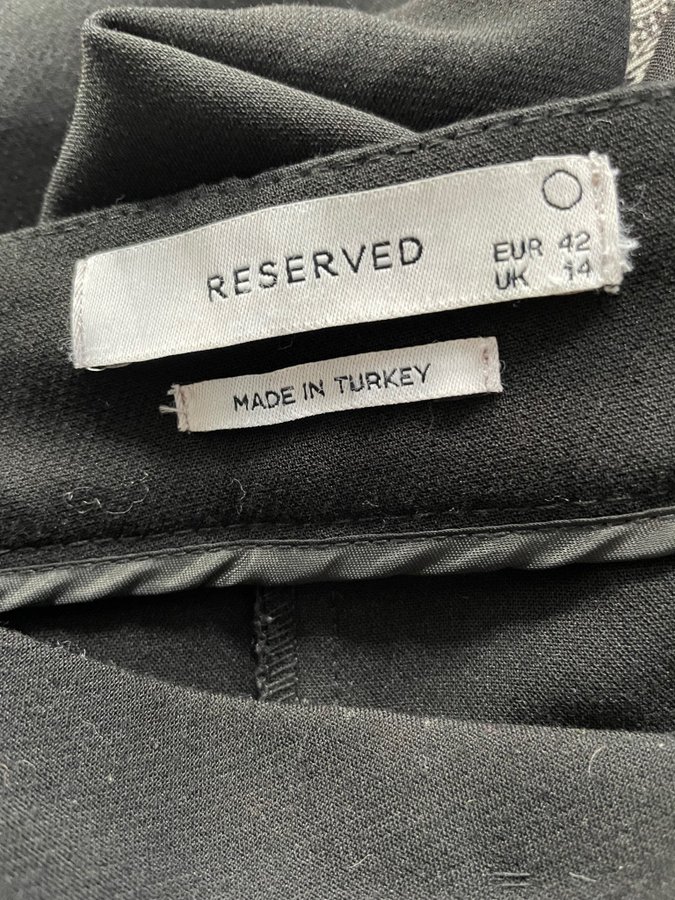 RESERVED
EUR 42
UK 14
MADE IN TURKEY